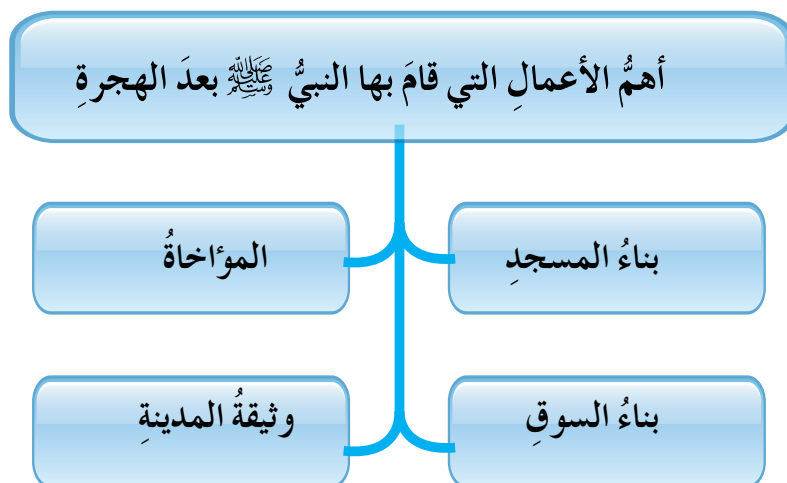 أهمُّ الأعمالِ التي قامَ بها النبيُّ ﷺ بعدَ الهجرةِ
بناءُ المسجدِ
المؤاخاةُ
بناءُ السوقِ
وثيقةُ المدينةِ